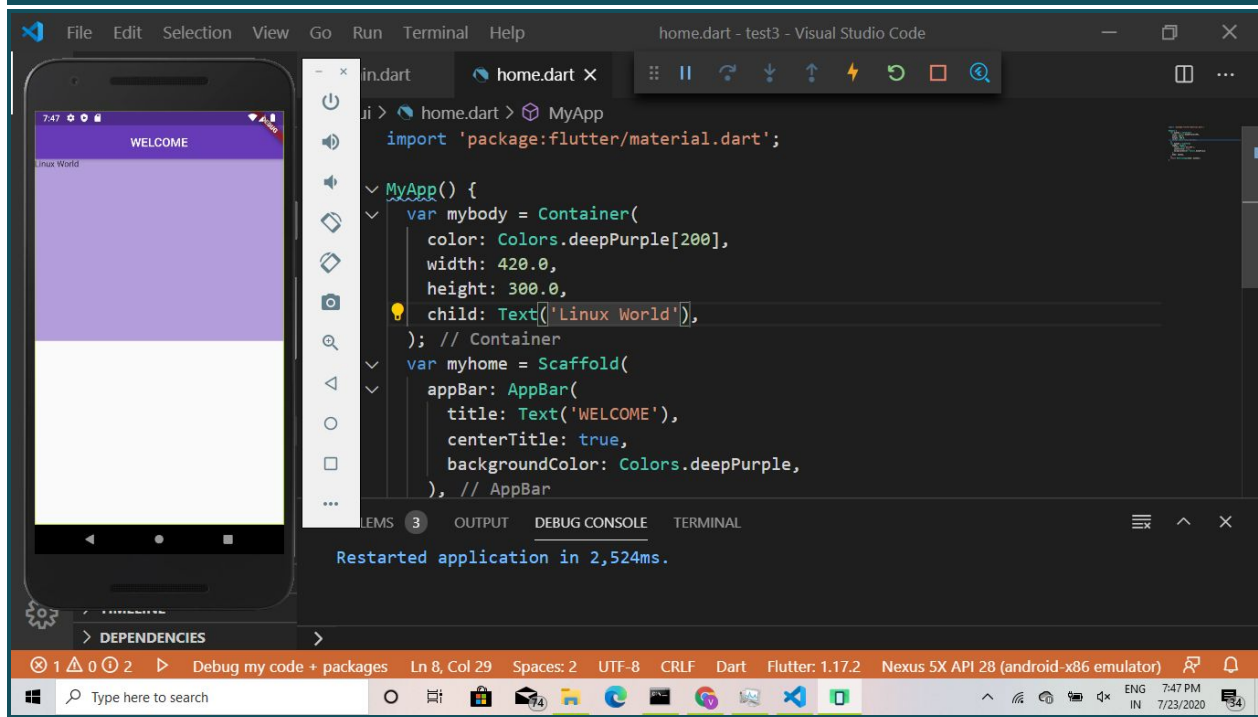 File Edit Selection View Go Run Terminal Help home.dart - test3 - Visual Studio Code
in.dart home.dart
ui > home.dart > MyApp
7:47
WELCOME
Linux World
import 'package:flutter/material.dart';
MyApp() {
var mybody = Container(
color: Colors.deepPurple[200],
width: 420.0,
height: 300.0,
child: Text('Linux World'),
); // Container
var myhome = Scaffold(
appBar: AppBar(
title: Text('WELCOME'),
centerTitle: true,
backgroundColor: Colors.deepPurple,
), // AppBar
LEMS 3 OUTPUT DEBUG CONSOLE TERMINAL
Restarted application in 2,524ms.
> DEPENDENCIES
>
1 0 2 Debug my code + packages Ln 8, Col 29 Spaces: 2 UTF-8 CRLF Dart Flutter: 1.17.2 Nexus 5X API 28 (android-x86 emulator)
Type here to search 74 ENG 7:47 PM
IN 7/23/2020 34